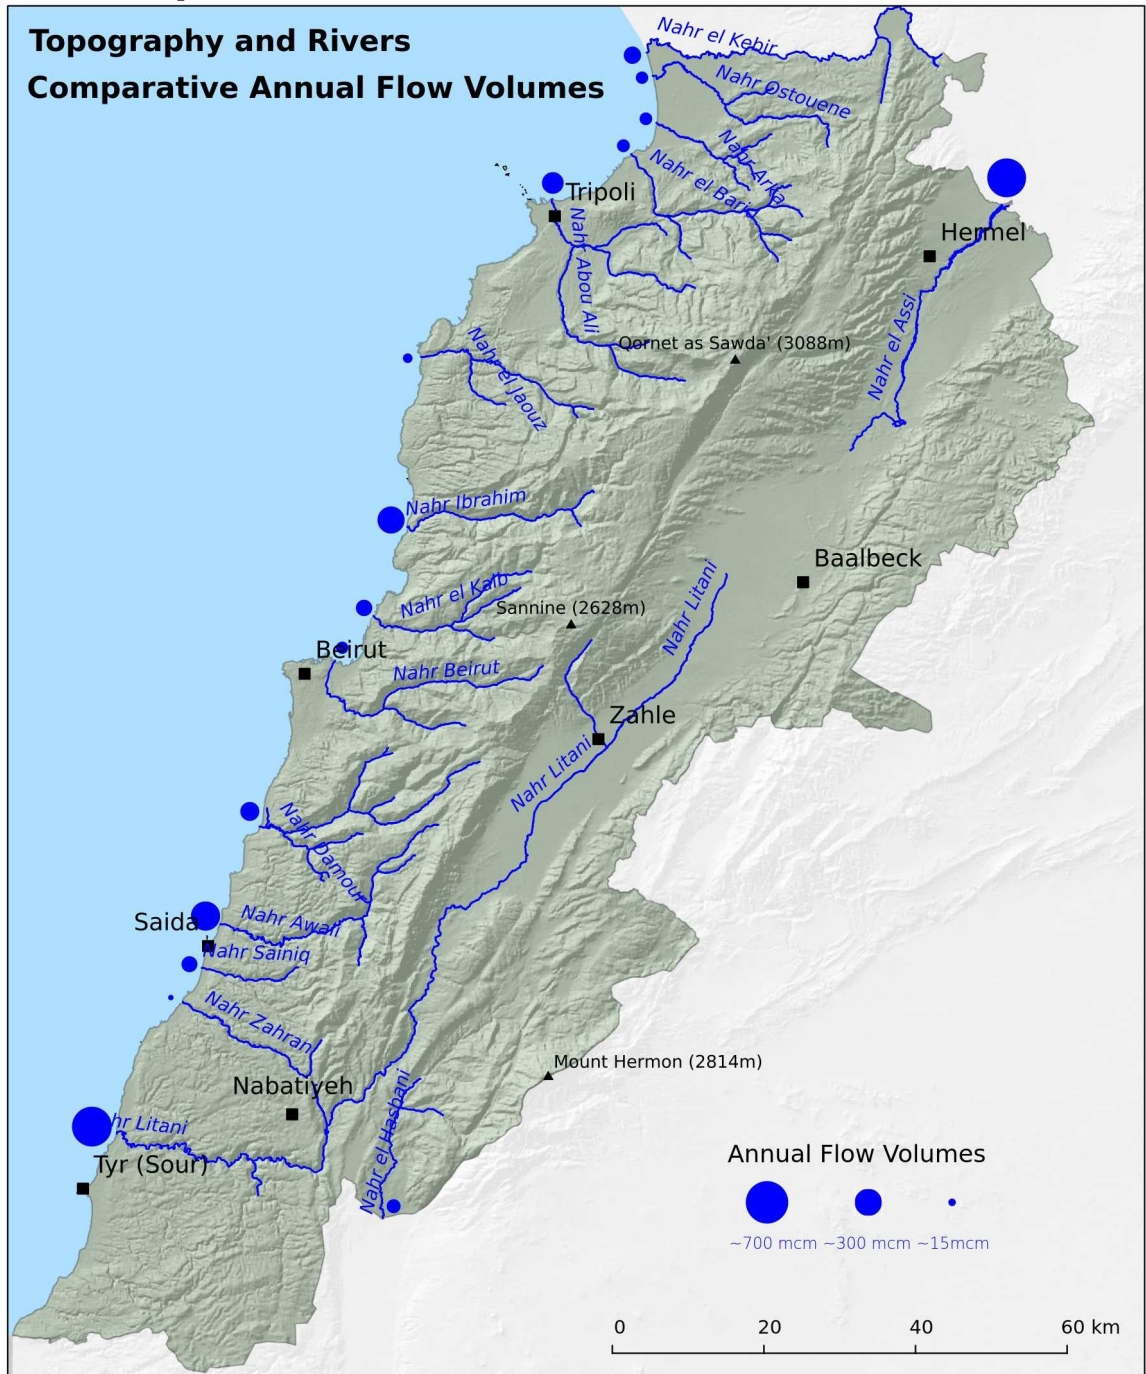 Topography and Rivers
Comparative Annual Flow Volumes
Nahr el Kebir
Nahr Ostouene
Nahr Arka
Nahr el Barid
Tripoli
Nahr Abou Ali
Hermel
Nahr el Assi
Qornet as Sawda' (3088m)
Nahr el Jaouz
Nahr Ibrahim
Baalbeck
Nahr el Kalb
Sannine (2628m)
Nahr Litani
Beirut
Nahr Beirut
Zahle
Nahr Litani
Nahr Damour
Saida
Nahr Awali
Nahr Sainiq
Nahr Zahrani
Mount Hermon (2814m)
Nabatiyeh
Nahr el Hasbani
hr Litani
Tyr (Sour)
Annual Flow Volumes
~700 mcm ~300 mcm ~15mcm
0 20 40 60 km